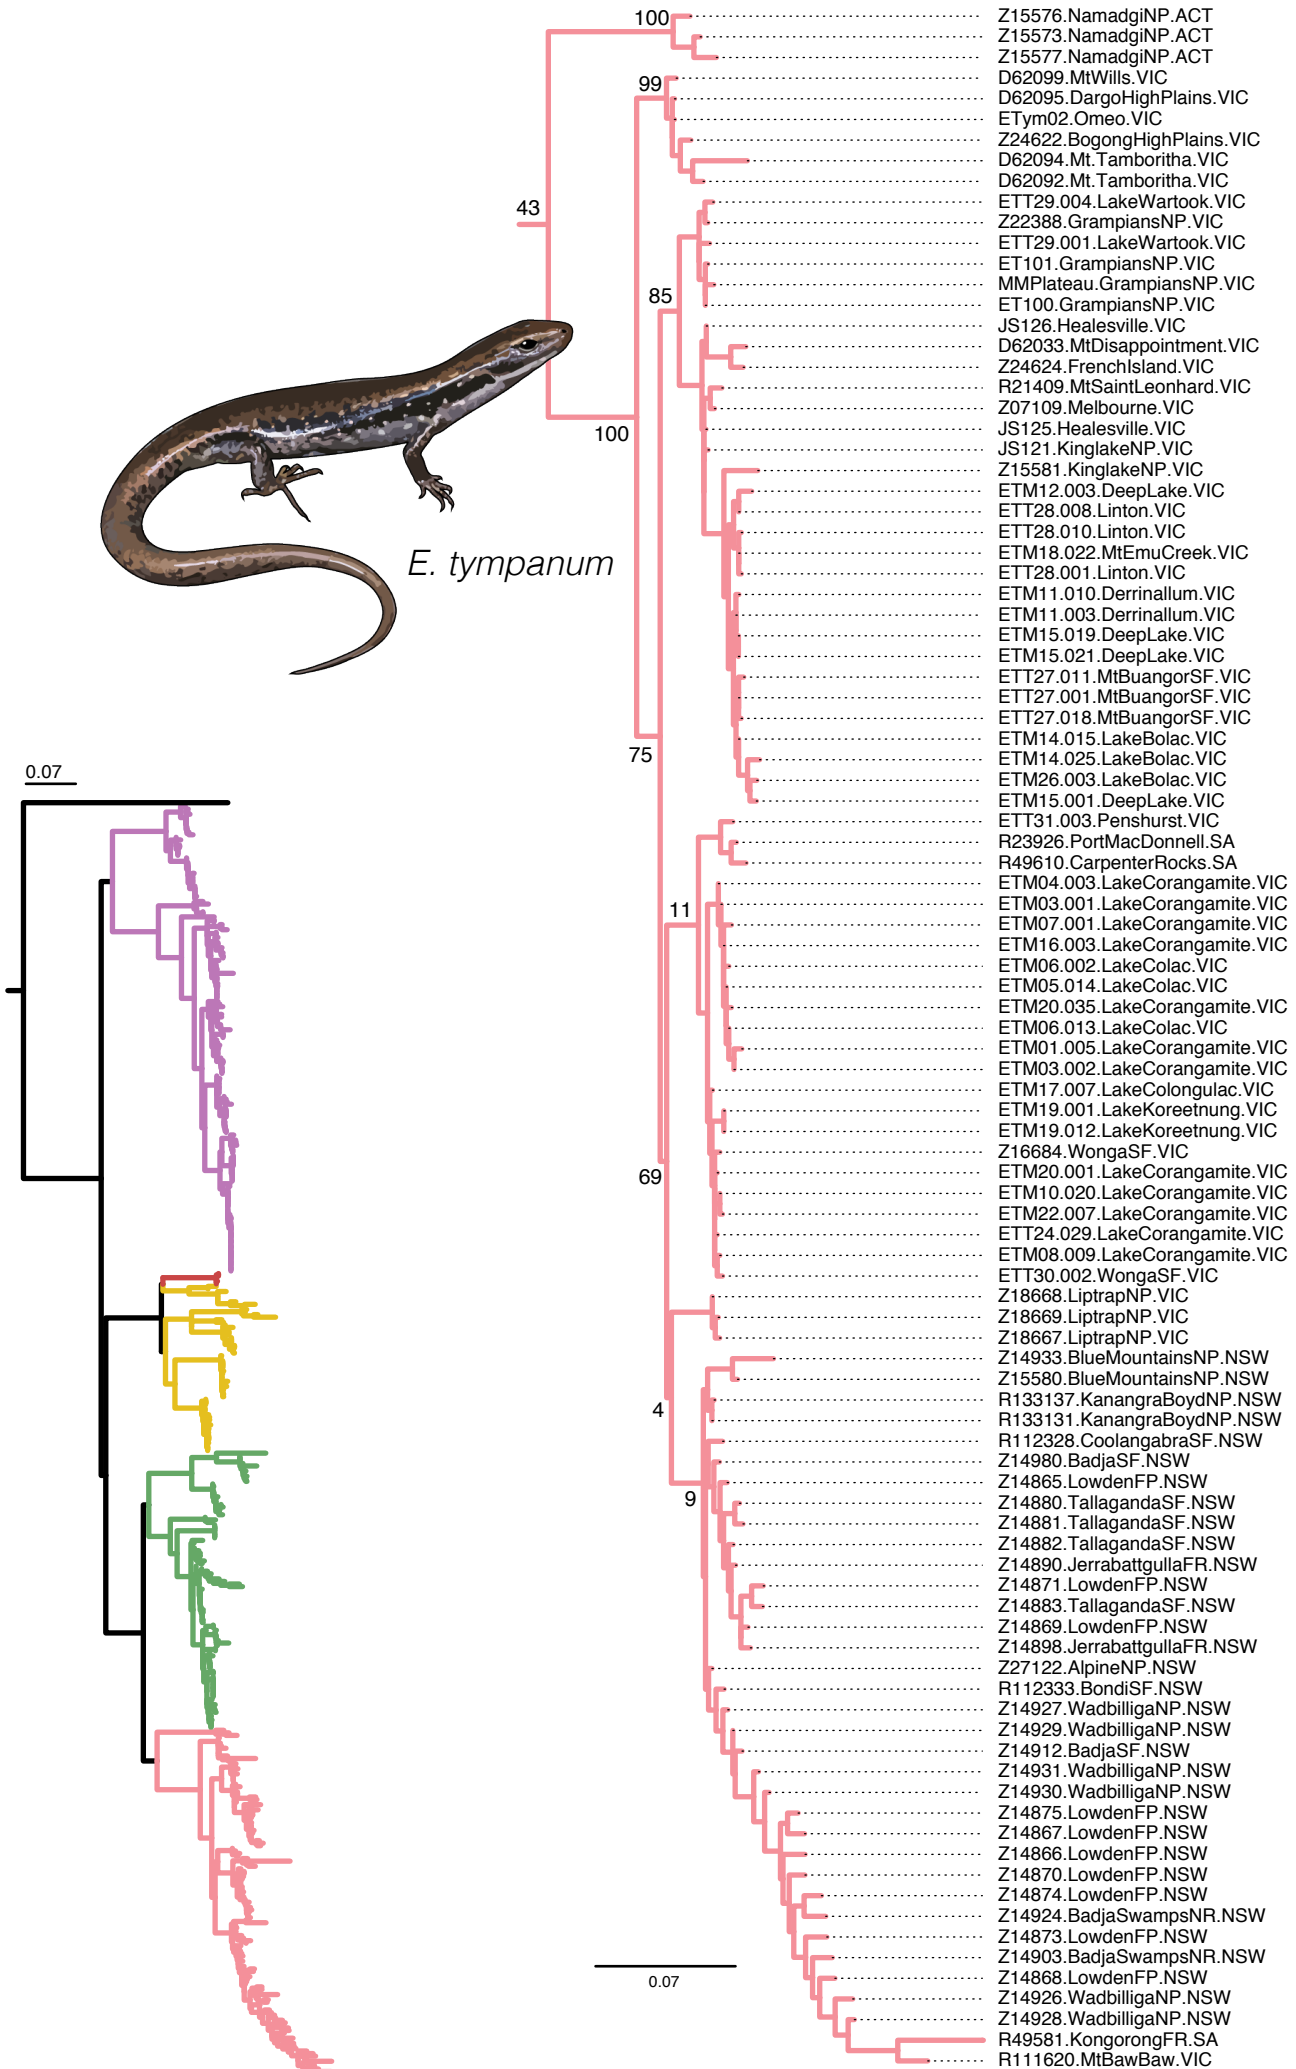 Z15576.NamadgiNP.ACT
Z15573.NamadgiNP.ACT
Z15577.NamadgiNP.ACT
D62099.MtWills.VIC
D62095.DargoHighPlains.VIC
ETym02.Omeo.VIC
Z24622.BogongHighPlains.VIC
D62094.Mt.Tamboritha.VIC
D62092.Mt.Tamboritha.VIC
ETT29.004.LakeWartook.VIC
Z22388.GrampiansNP.VIC
ETT29.001.LakeWartook.VIC
ET101.GrampiansNP.VIC
MMPlateau.GrampiansNP.VIC
ET100.GrampiansNP.VIC
JS126.Healesville.VIC
D62033.MtDisappointment.VIC
Z24624.FrenchIsland.VIC
R21409.MtSaintLeonhard.VIC
Z07109.Melbourne.VIC
JS125.Healesville.VIC
JS121.KinglakeNP.VIC
Z15581.KinglakeNP.VIC
ETM12.003.DeepLake.VIC
ETT28.008.Linton.VIC
ETT28.010.Linton.VIC
ETM18.022.MtEmuCreek.VIC
ETT28.001.Linton.VIC
ETM11.010.Derrinallum.VIC
ETM11.003.Derrinallum.VIC
ETM15.019.DeepLake.VIC
ETM15.021.DeepLake.VIC
ETT27.011.MtBuangorSF.VIC
ETT27.001.MtBuangorSF.VIC
ETT27.018.MtBuangorSF.VIC
ETM14.015.LakeBolac.VIC
ETM14.025.LakeBolac.VIC
ETM26.003.LakeBolac.VIC
ETM15.001.DeepLake.VIC
ETT31.003.Penshurst.VIC
R23926.PortMacDonnell.SA
R49610.CarpenterRocks.SA
ETM04.003.LakeCorangamite.VIC
ETM03.001.LakeCorangamite.VIC
ETM07.001.LakeCorangamite.VIC
ETM16.003.LakeCorangamite.VIC
ETM06.002.LakeColac.VIC
ETM05.014.LakeColac.VIC
ETM20.035.LakeCorangamite.VIC
ETM06.013.LakeColac.VIC
ETM01.005.LakeCorangamite.VIC
ETM03.002.LakeCorangamite.VIC
ETM17.007.LakeColongulac.VIC
ETM19.001.LakeKoreetnung.VIC
ETM19.012.LakeKoreetnung.VIC
Z16684.WongaSF.VIC
ETM20.001.LakeCorangamite.VIC
ETM10.020.LakeCorangamite.VIC
ETM22.007.LakeCorangamite.VIC
ETT24.029.LakeCorangamite.VIC
ETM08.009.LakeCorangamite.VIC
ETT30.002.WongaSF.VIC
Z18668.LiptrapNP.VIC
Z18669.LiptrapNP.VIC
Z18667.LiptrapNP.VIC
Z14933.BlueMountainsNP.NSW
Z15580.BlueMountainsNP.NSW
R133137.KanangraBoydNP.NSW
R133131.KanangraBoydNP.NSW
R112328.CoolangabraSF.NSW
Z14980.BadjaSF.NSW
Z14865.LowdenFP.NSW
Z14880.TallagandaSF.NSW
Z14881.TallagandaSF.NSW
Z14882.TallagandaSF.NSW
Z14890.JerrabattgullaFR.NSW
Z14871.LowdenFP.NSW
Z14883.TallagandaSF.NSW
Z14869.LowdenFP.NSW
Z14898.JerrabattgullaFR.NSW
Z27122.AlpineNP.NSW
R112333.BondiSF.NSW
Z14927.WadbilligaNP.NSW
Z14929.WadbilligaNP.NSW
Z14912.BadjaSF.NSW
Z14931.WadbilligaNP.NSW
Z14930.WadbilligaNP.NSW
Z14875.LowdenFP.NSW
Z14867.LowdenFP.NSW
Z14866.LowdenFP.NSW
Z14870.LowdenFP.NSW
Z14874.LowdenFP.NSW
Z14924.BadjaSwampsNR.NSW
Z14873.LowdenFP.NSW
Z14903.BadjaSwampsNR.NSW
Z14868.LowdenFP.NSW
Z14926.WadbilligaNP.NSW
Z14928.WadbilligaNP.NSW
R49581.KongorongFR.SA
R111620.MtBawBaw.VIC
100
99
43
85
100
E. tympanum
75
0.07
11
69
4
9
0.07